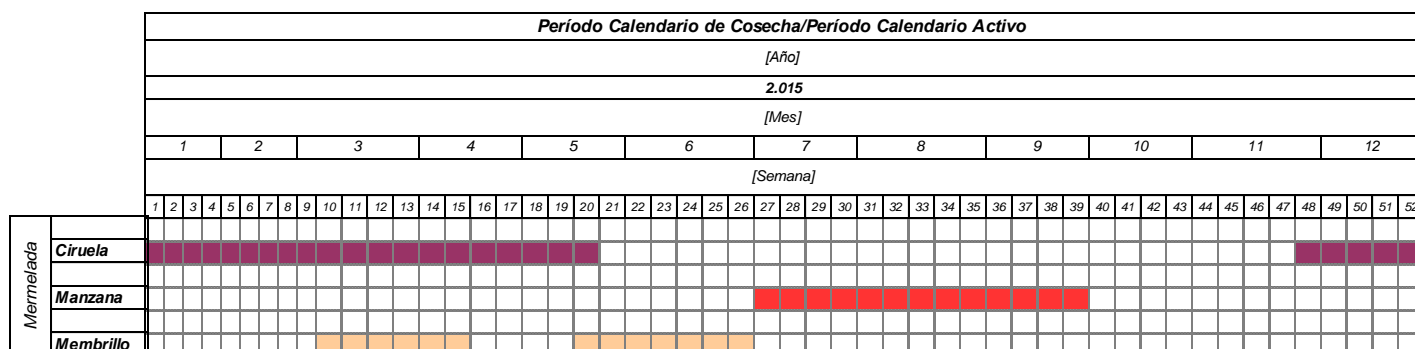 Período Calendario de Cosecha/Período Calendario Activo
[Año]
2.015
[Mes]
1 2 3 4 5 6 7 8 9 10 11 12
[Semana]
1 2 3 4 5 6 7 8 9 10 11 12 13 14 15 16 17 18 19 20 21 22 23 24 25 26 27 28 29 30 31 32 33 34 35 36 37 38 39 40 41 42 43 44 45 46 47 48 49 50 51 52
Mermelada
Ciruela
Manzana
Membrillo